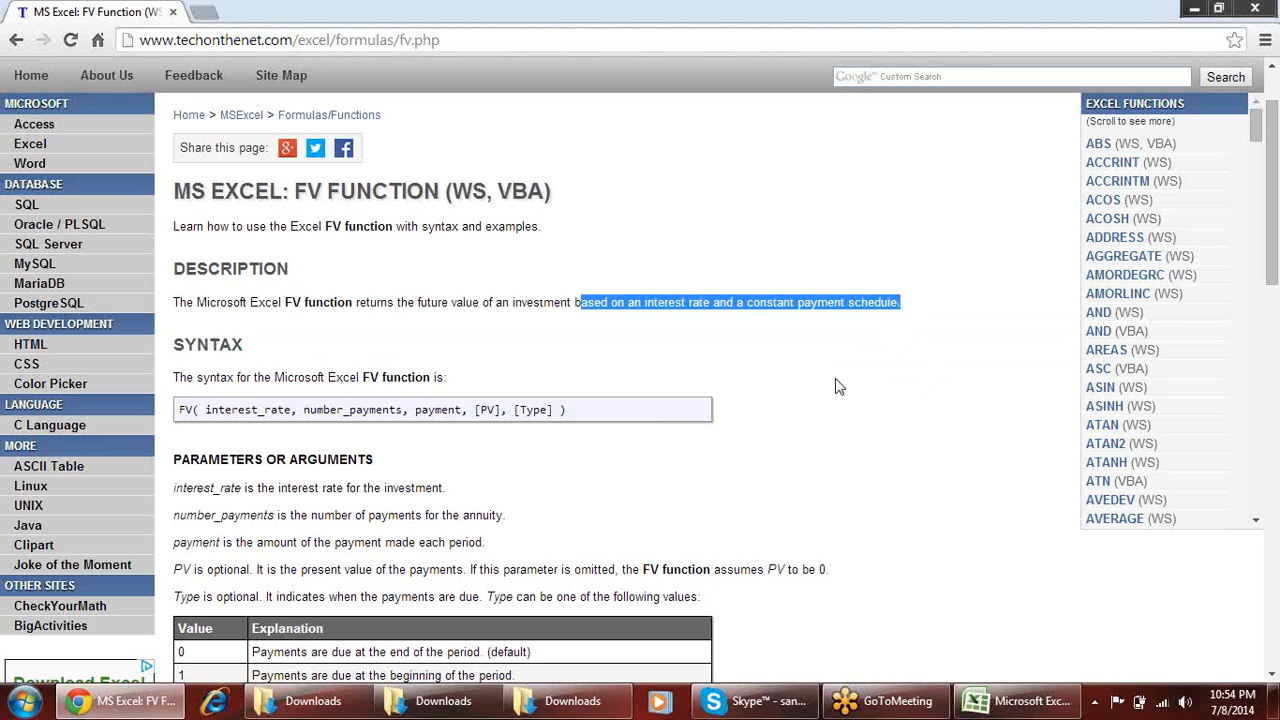 MS Excel: FV Function (WS
www.techonthenet.com/excel/formulas/fv.php
Home About Us Feedback Site Map
Google™ Custom Search
Search
MICROSOFT
Access
Excel
Word
DATABASE
SQL
Oracle / PLSQL
SQL Server
MySQL
MariaDB
PostgreSQL
WEB DEVELOPMENT
HTML
CSS
Color Picker
LANGUAGE
C Language
MORE
ASCII Table
Linux
UNIX
Java
Clipart
Joke of the Moment
OTHER SITES
CheckYourMath
BigActivities
Home > MSExcel > Formulas/Functions
Share this page:
MS EXCEL: FV FUNCTION (WS, VBA)
Learn how to use the Excel FV function with syntax and examples.
DESCRIPTION
The Microsoft Excel FV function returns the future value of an investment based on an interest rate and a constant payment schedule.
SYNTAX
The syntax for the Microsoft Excel FV function is:
FV( interest_rate, number_payments, payment, [PV], [Type] )
PARAMETERS OR ARGUMENTS
interest_rate is the interest rate for the investment.
number_payments is the number of payments for the annuity.
payment is the amount of the payment made each period.
PV is optional. It is the present value of the payments. If this parameter is omitted, the FV function assumes PV to be 0.
Type is optional. It indicates when the payments are due. Type can be one of the following values:
Value Explanation
0 Payments are due at the end of the period. (default)
1 Payments are due at the beginning of the period.
EXCEL FUNCTIONS
(Scroll to see more)
ABS (WS, VBA)
ACCRINT (WS)
ACCRINTM (WS)
ACOS (WS)
ACOSH (WS)
ADDRESS (WS)
AGGREGATE (WS)
AMORDEGRC (WS)
AMORLINC (WS)
AND (WS)
AND (VBA)
AREAS (WS)
ASC (VBA)
ASIN (WS)
ASINH (WS)
ATAN (WS)
ATAN2 (WS)
ATANH (WS)
ATN (VBA)
AVEDEV (WS)
AVERAGE (WS)
Download Excel
MS Excel: FV F...
Downloads
Downloads
Downloads
Skype™ - san...
GoToMeeting
Microsoft Exc...
10:54 PM
7/8/2014